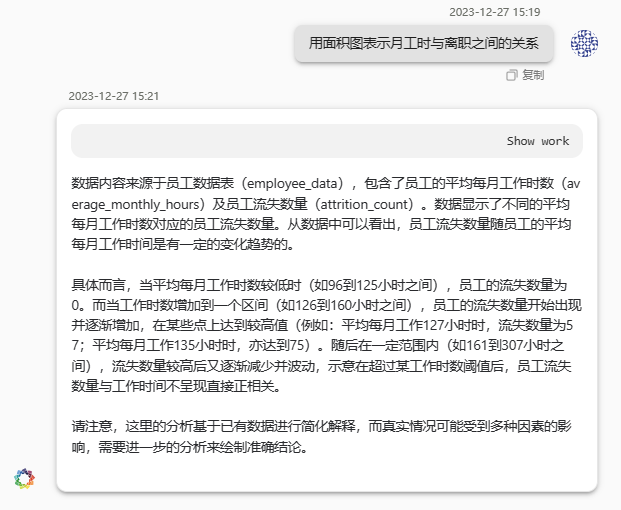 2023-12-27 15:19
用面积图表示月工时与离职之间的关系
复制
2023-12-27 15:21
Show work
数据内容来源于员工数据表（employee_data），包含了员工的平均每月工作时数（av
erage_monthly_hours）及员工流失数量（attrition_count）。数据显示了不同的平均
每月工作时数对应的员工流失数量。从数据中可以看出，员工流失数量随员工的平均
每月工作时间是有一定的变化趋势的。
具体而言，当平均每月工作时数较低时（如96到125小时之间），员工的流失数量为
0。而当工作时数增加到一个区间（如126到160小时之间），员工的流失数量开始出现
并逐渐增加，在某些点上达到较高值（例如：平均每月工作127小时时，流失数量为57
7；平均每月工作135小时时，亦达到75）。随后在一定范围内（如161到307小时之
间），流失数量较高后又逐渐减少并波动，示意在超过某工作时数阈值后，员工流失
数量与工作时间不呈现直接正相关。
请注意，这里的分析基于已有数据进行简化解释，而真实情况可能受到多种因素的影
响，需要进一步的分析来绘制准确结论。